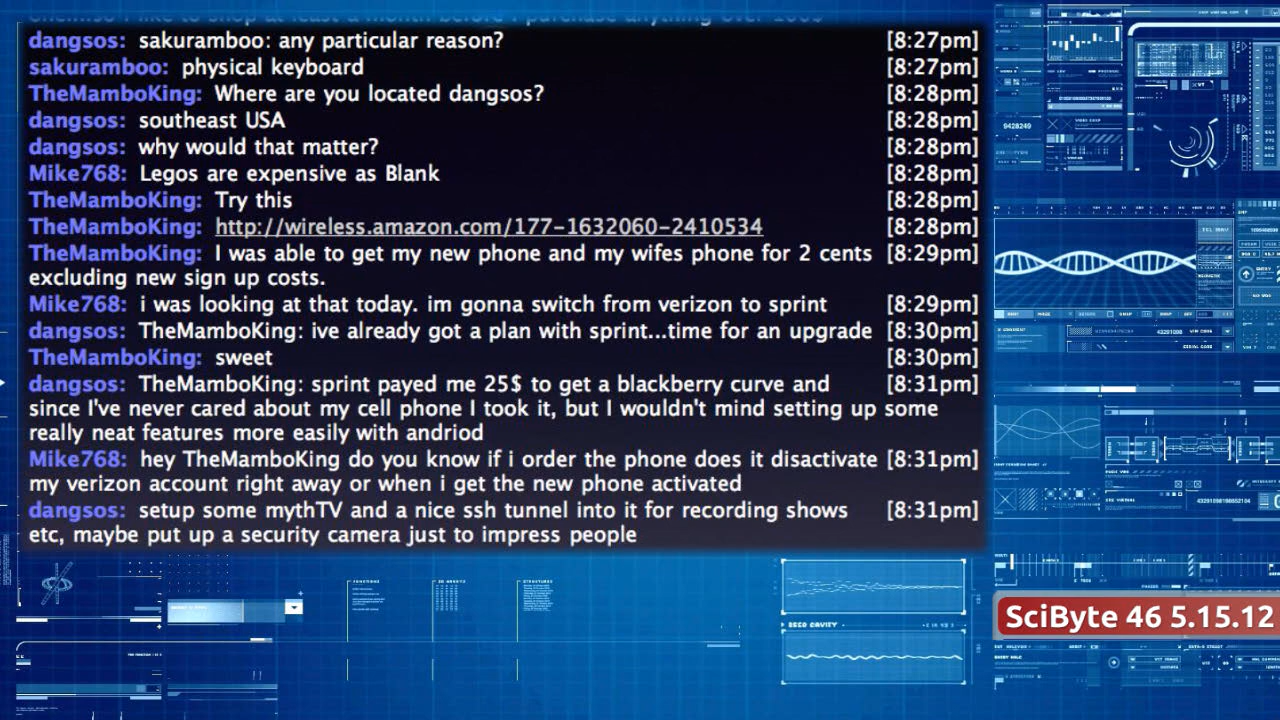 dangsos: sakuramboo: any particular reason? [8:27pm]
sakuramboo: physical keyboard [8:27pm]
TheMamboKing: Where are you located dangsos? [8:28pm]
dangsos: southeast USA [8:28pm]
dangsos: why would that matter? [8:28pm]
Mike768: Legos are expensive as Blank [8:28pm]
TheMamboKing: Try this [8:28pm]
TheMamboKing: http://wireless.amazon.com/177-1632060-2410534 [8:28pm]
TheMamboKing: I was able to get my new phone and my wifes phone for 2 cents [8:29pm]
excluding new sign up costs.
Mike768: i was looking at that today. im gonna switch from verizon to sprint [8:29pm]
dangsos: TheMamboKing: ive already got a plan with sprint...time for an upgrade [8:30pm]
TheMamboKing: sweet [8:30pm]
dangsos: TheMamboKing: sprint payed me 25$ to get a blackberry curve and [8:31pm]
since I've never cared about my cell phone I took it, but I wouldn't mind setting up some
really neat features more easily with andriod
Mike768: hey TheMamboKing do you know if i order the phone does it disactivate [8:31pm]
my verizon account right away or whn i i get the new phone activated
dangsos: setup some mythTV and a nice ssh tunnel into it for recording shows [8:31pm]
etc, maybe put up a security camera just to impress people
9428249
SciByte 46 5.15.12